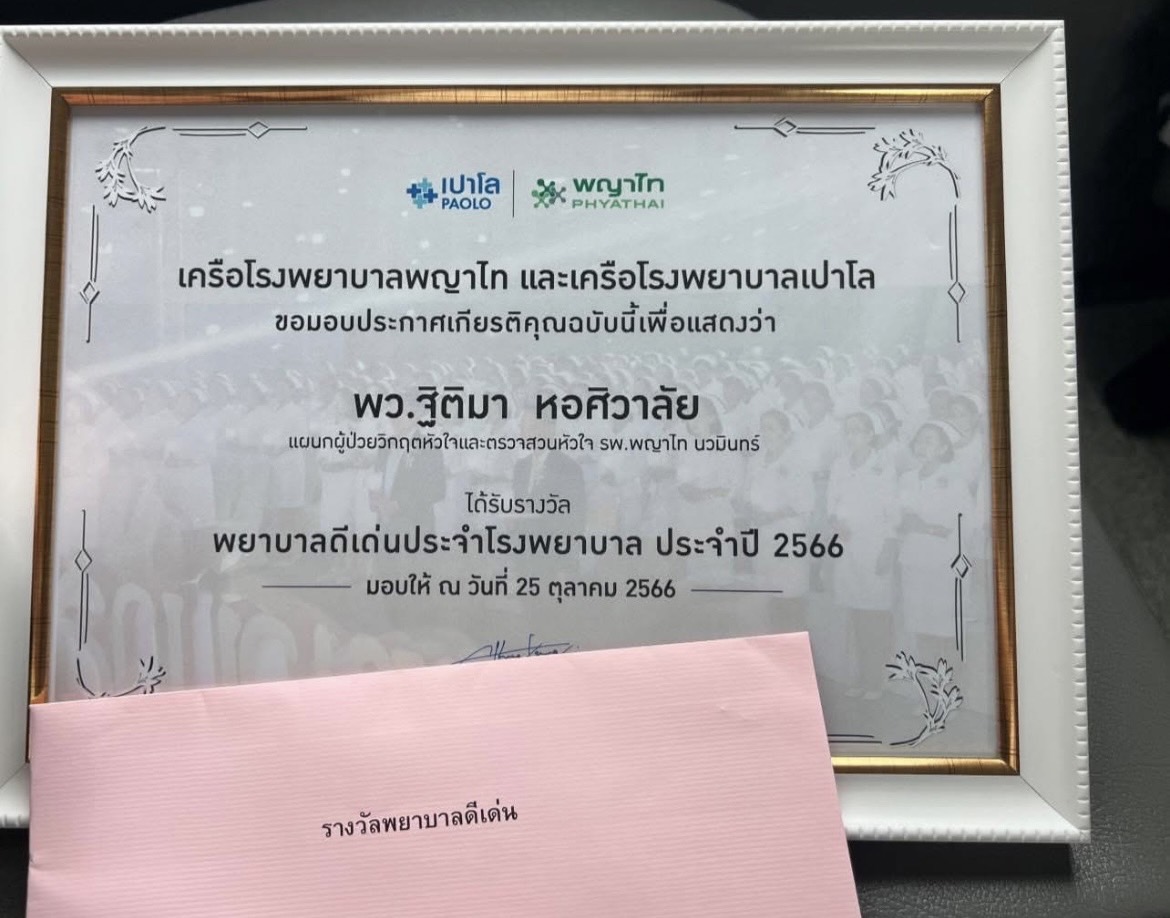 เปาโล พญาไท
PAOLO PHYATHAI
เครือโรงพยาบาลพญาไท และเครือโรงพยาบาลเปาโล
ขอมอบประกาศเกียรติคุณฉบับนี้เพื่อแสดงว่า
พว.ฐิติมา หอศิวาลัย
แผนกผู้ป่วยวิกฤตหัวใจและตรวจสวนหัวใจ รพ.พญาไท นวมินทร์
ได้รับรางวัล
พยาบาลดีเด่นประจำโรงพยาบาล ประจำปี 2566
มอบให้ ณ วันที่ 25 ตุลาคม 2566
รางวัลพยาบาลดีเด่น